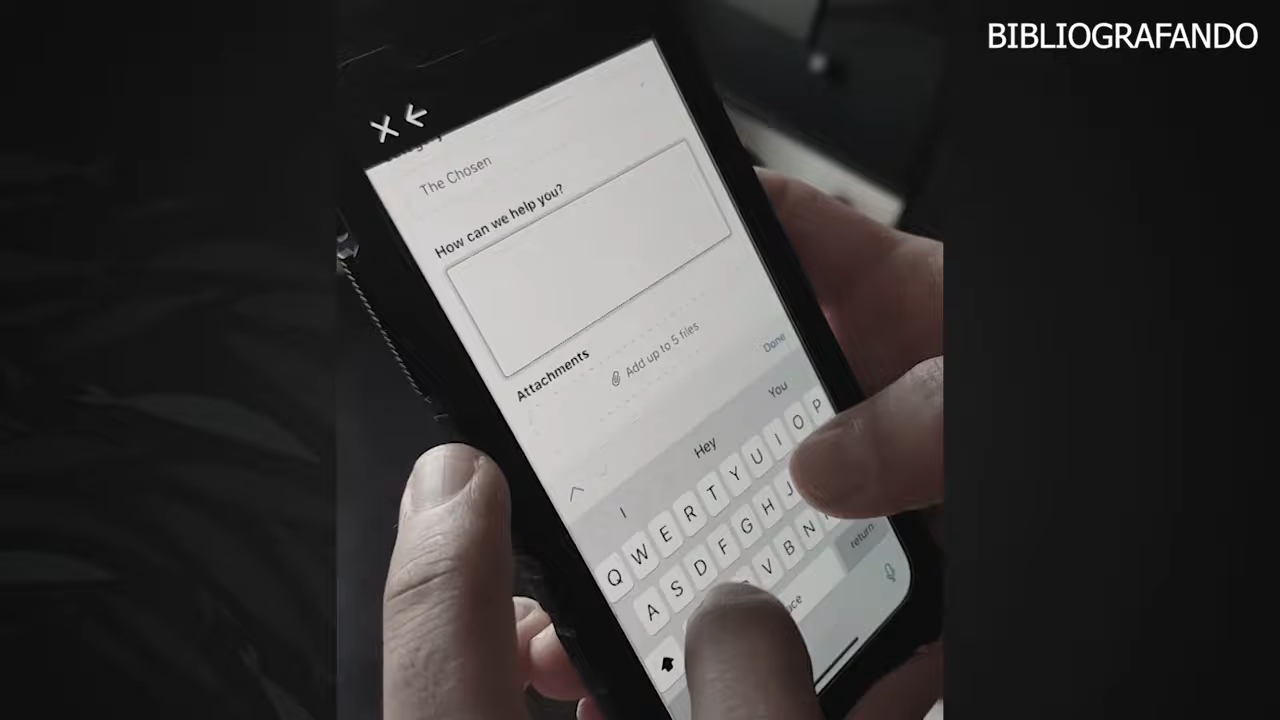 BIBLIOGRAFANDO
The Chosen
How can we help you?
Attachments
Add up to 5 files
Done
I
Hey
You
Q W E R T Y U I O P
A S D F G H J
V B N
return